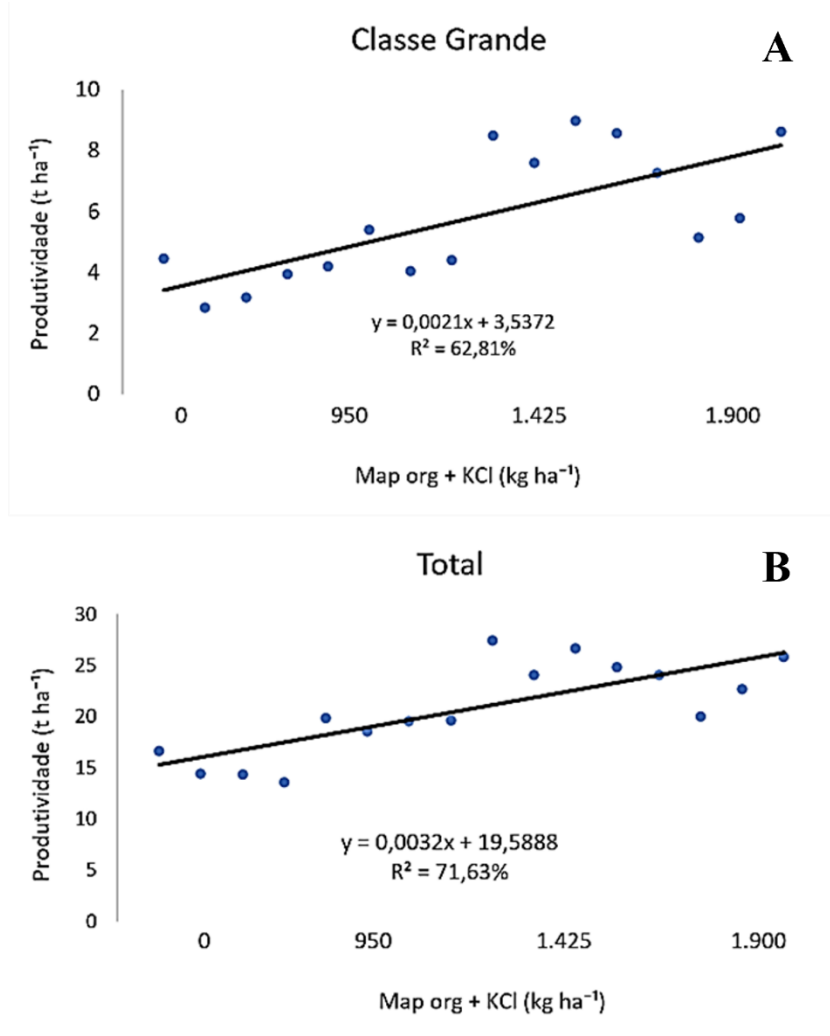 Classe Grande
A
10
8
6
4
2
0
Produtividade (t ha⁻¹)
y = 0,0021x + 3,5372
R² = 62,81%
0 950 1.425 1.900
Map org + KCl (kg ha⁻¹)
Total
B
30
25
20
15
10
5
0
Produtividade (t ha⁻¹)
y = 0,0032x + 19,5888
R² = 71,63%
0 950 1.425 1.900
Map org + KCl (kg ha⁻¹)